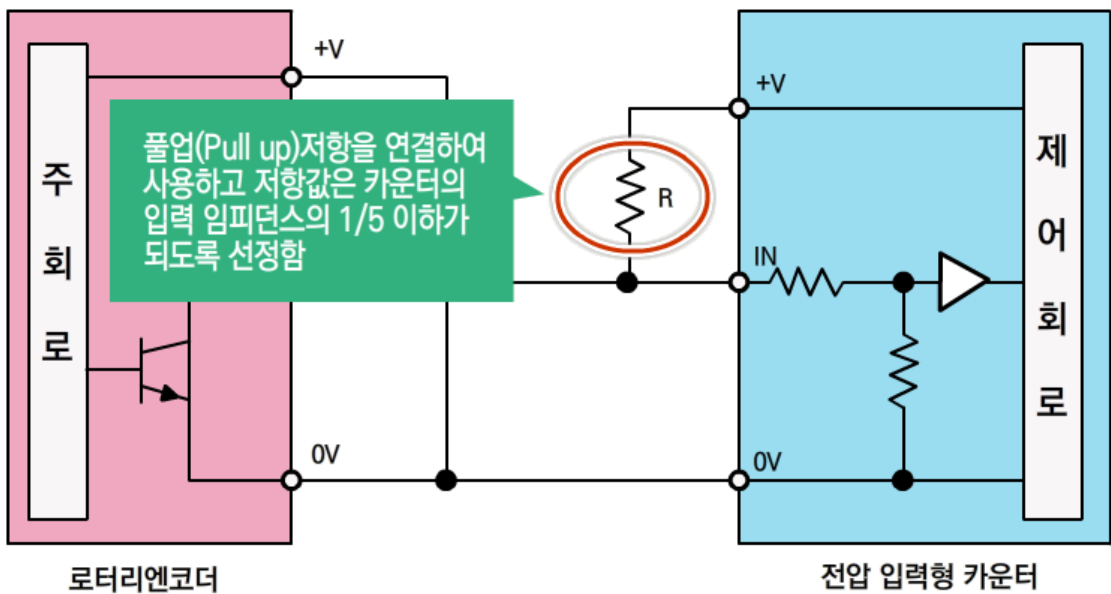 +V
주
회
로
풀업(Pull up)저항을 연결하여
사용하고 저항값은 카운터의
입력 임피던스의 1/5 이하가
되도록 선정함
0V
로터리엔코더
R
+V
IN
0V
제
어
회
로
전압 입력형 카운터